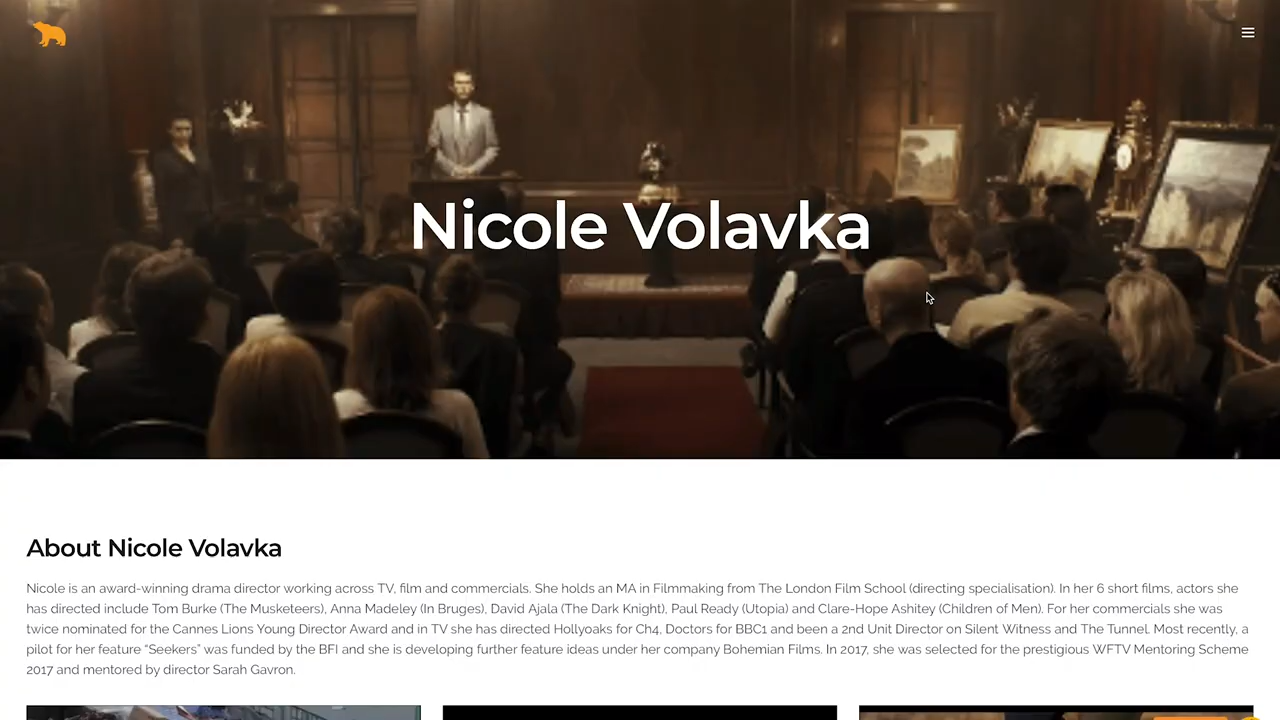 Nicole Volavka
About Nicole Volavka
Nicole is an award-winning drama director working across TV, film and commercials. She holds an MA in Filmmaking from The London Film School (directing specialisation). In her 6 short films, actors she
has directed include Tom Burke (The Musketeers), Anna Madeley (In Bruges), David Ajala (The Dark Knight), Paul Ready (Utopia) and Clare-Hope Ashitey (Children of Men). For her commercials she was
twice nominated for the Cannes Lions Young Director Award and in TV she has directed Hollyoaks for Ch4, Doctors for BBC1 and been a 2nd Unit Director on Silent Witness and The Tunnel. Most recently, a
pilot for her feature “Seekers” was funded by the BFI and she is developing further feature ideas under her company Bohemian Films. In 2017, she was selected for the prestigious WFTV Mentoring Scheme
2017 and mentored by director Sarah Gavron.